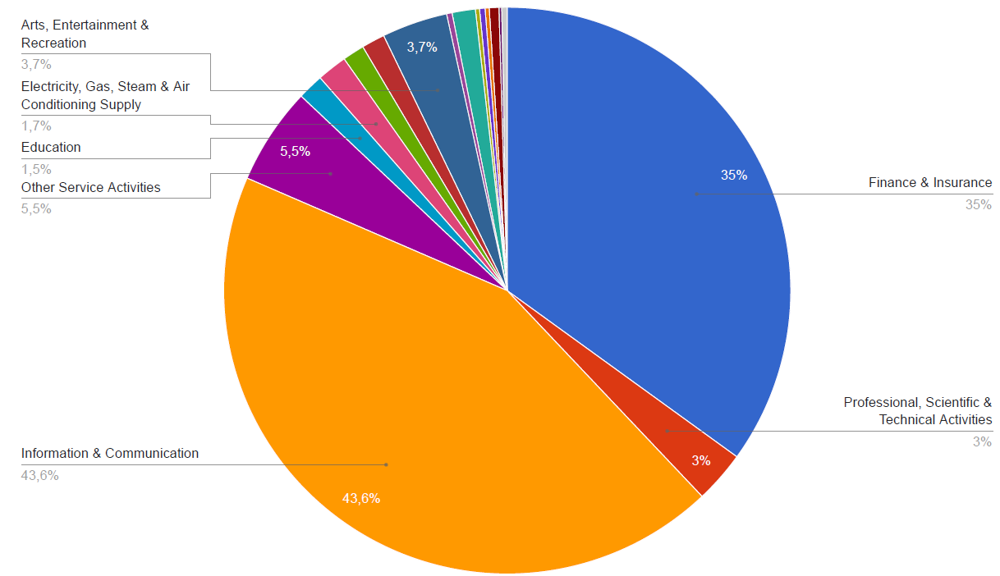 Arts, Entertainment &
Recreation
3,7%
Electricity, Gas, Steam & Air
Conditioning Supply
1,7%
Education
1,5%
Other Service Activities
5,5%
Information & Communication
43,6%
3,7%
5,5%
35%
3%
43,6%
Finance & Insurance
35%
Professional, Scientific &
Technical Activities
3%